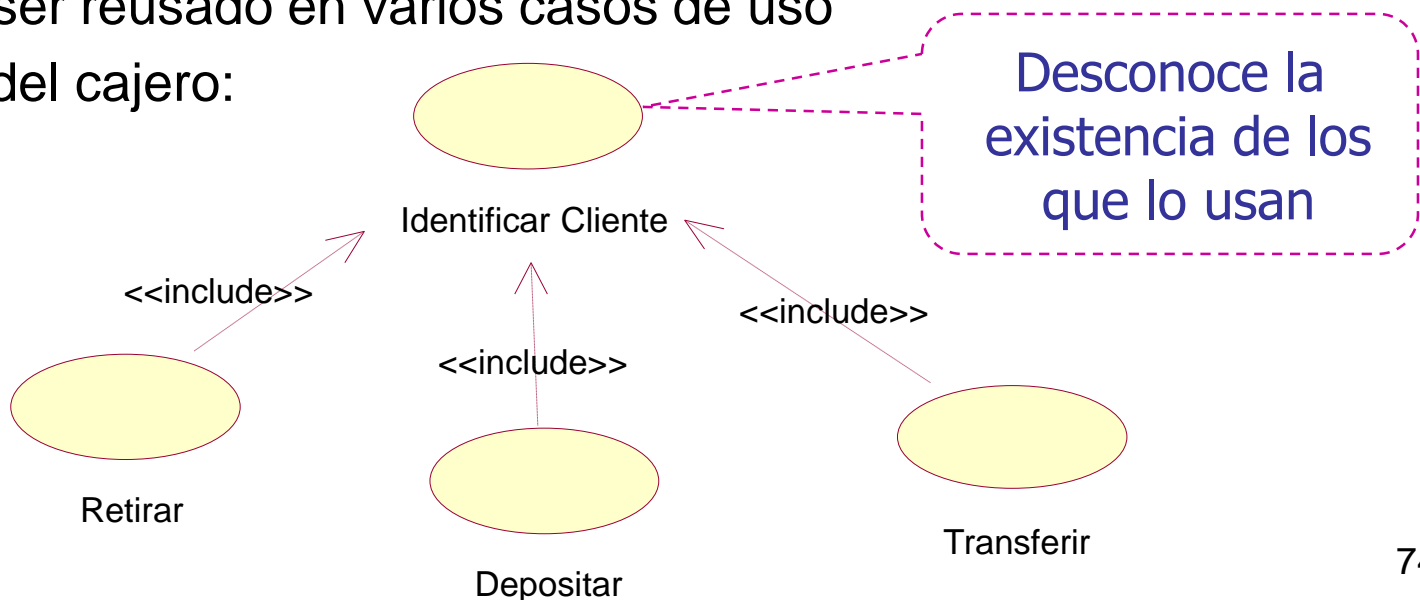 ser reusado en varios casos de uso
del cajero:
Desconoce la
existencia de los
que lo usan
Identificar Cliente
<<include>>
<<include>>
<<include>>
Retirar
Depositar
Transferir